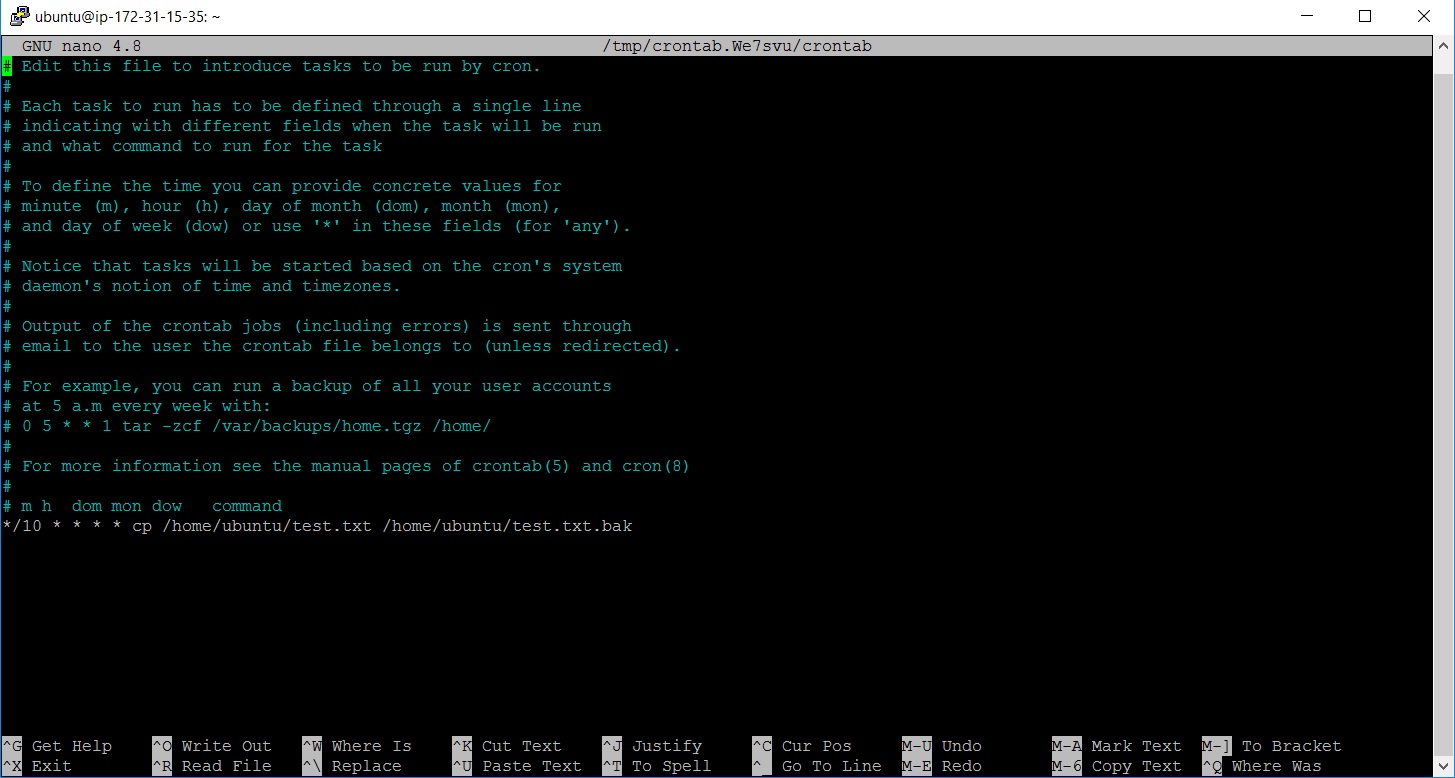 ubuntu@ip-172-31-15-35: ~
GNU nano 4.8 /tmp/crontab.We7svu/crontab
# Edit this file to introduce tasks to be run by cron.
#
# Each task to run has to be defined through a single line
# indicating with different fields when the task will be run
# and what command to run for the task
#
# To define the time you can provide concrete values for
# minute (m), hour (h), day of month (dom), month (mon),
# and day of week (dow) or use '*' in these fields (for 'any').
#
# Notice that tasks will be started based on the cron's system
# daemon's notion of time and timezones.
#
# Output of the crontab jobs (including errors) is sent through
# email to the user the crontab file belongs to (unless redirected).
#
# For example, you can run a backup of all your user accounts
# at 5 a.m every week with:
# 0 5 * * 1 tar -zcf /var/backups/home.tgz /home/
#
# For more information see the manual pages of crontab(5) and cron(8)
#
# m h  dom mon dow   command
*/10 * * * * cp /home/ubuntu/test.txt /home/ubuntu/test.txt.bak
^G Get Help ^O Write Out ^W Where Is ^K Cut Text ^J Justify ^C Cur Pos M-U Undo M-A Mark Text M-] To Bracket
^X Exit ^R Read File ^\ Replace ^U Paste Text ^T To Spell ^_ Go To Line M-E Redo M-6 Copy Text ^Q Where Was